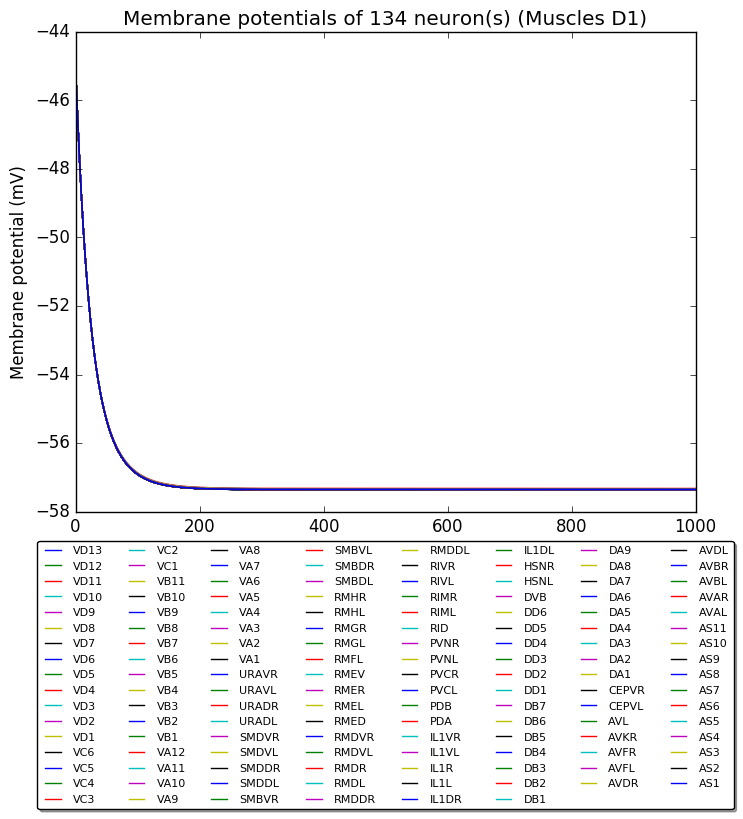 Membrane potentials of 134 neuron(s) (Muscles D1)
Membrane potential (mV)
−44
−46
−48
−50
−52
−54
−56
−58
0 200 400 600 800 1000
VD13 VC2 VA8 SMBVL RMDDL IL1DL DA9 AVDL
VD12 VC1 VA7 SMBDR RIVR HSNR DA8 AVBR
VD11 VB11 VA6 SMBDL RIVL HSNL DA7 AVBL
VD10 VB10 VA5 RMHR RIMR DVB DA6 AVAR
VD9 VB9 VA4 RMHL RIML DD6 DA5 AVAL
VD8 VB8 VA3 RMGR RID DD5 DA4 AS11
VD7 VB7 VA2 RMGL PVNR DD4 DA3 AS10
VD6 VB6 VA1 RMFL PVNL DD3 DA2 AS9
VD5 VB5 URAVR RMEV PVCR DD2 DA1 AS8
VD4 VB4 URAVL RMER PVCL DD1 CEPVR AS7
VD3 VB3 URADR RMEL PDB DB7 CEPVL AS6
VD2 VB2 URADL RMED PDA DB6 AVL AS5
VD1 VB1 SMDVR RMDVR IL1VR DB5 AVKR AS4
VC6 VA12 SMDVL RMDVL IL1VL DB4 AVFR AS3
VC5 VA11 SMDDR RMDR IL1R DB3 AVFL AS2
VC4 VA10 SMDDL RMDL IL1L DB2 AVDR AS1
VC3 VA9 SMBVR RMDDR IL1DR DB1